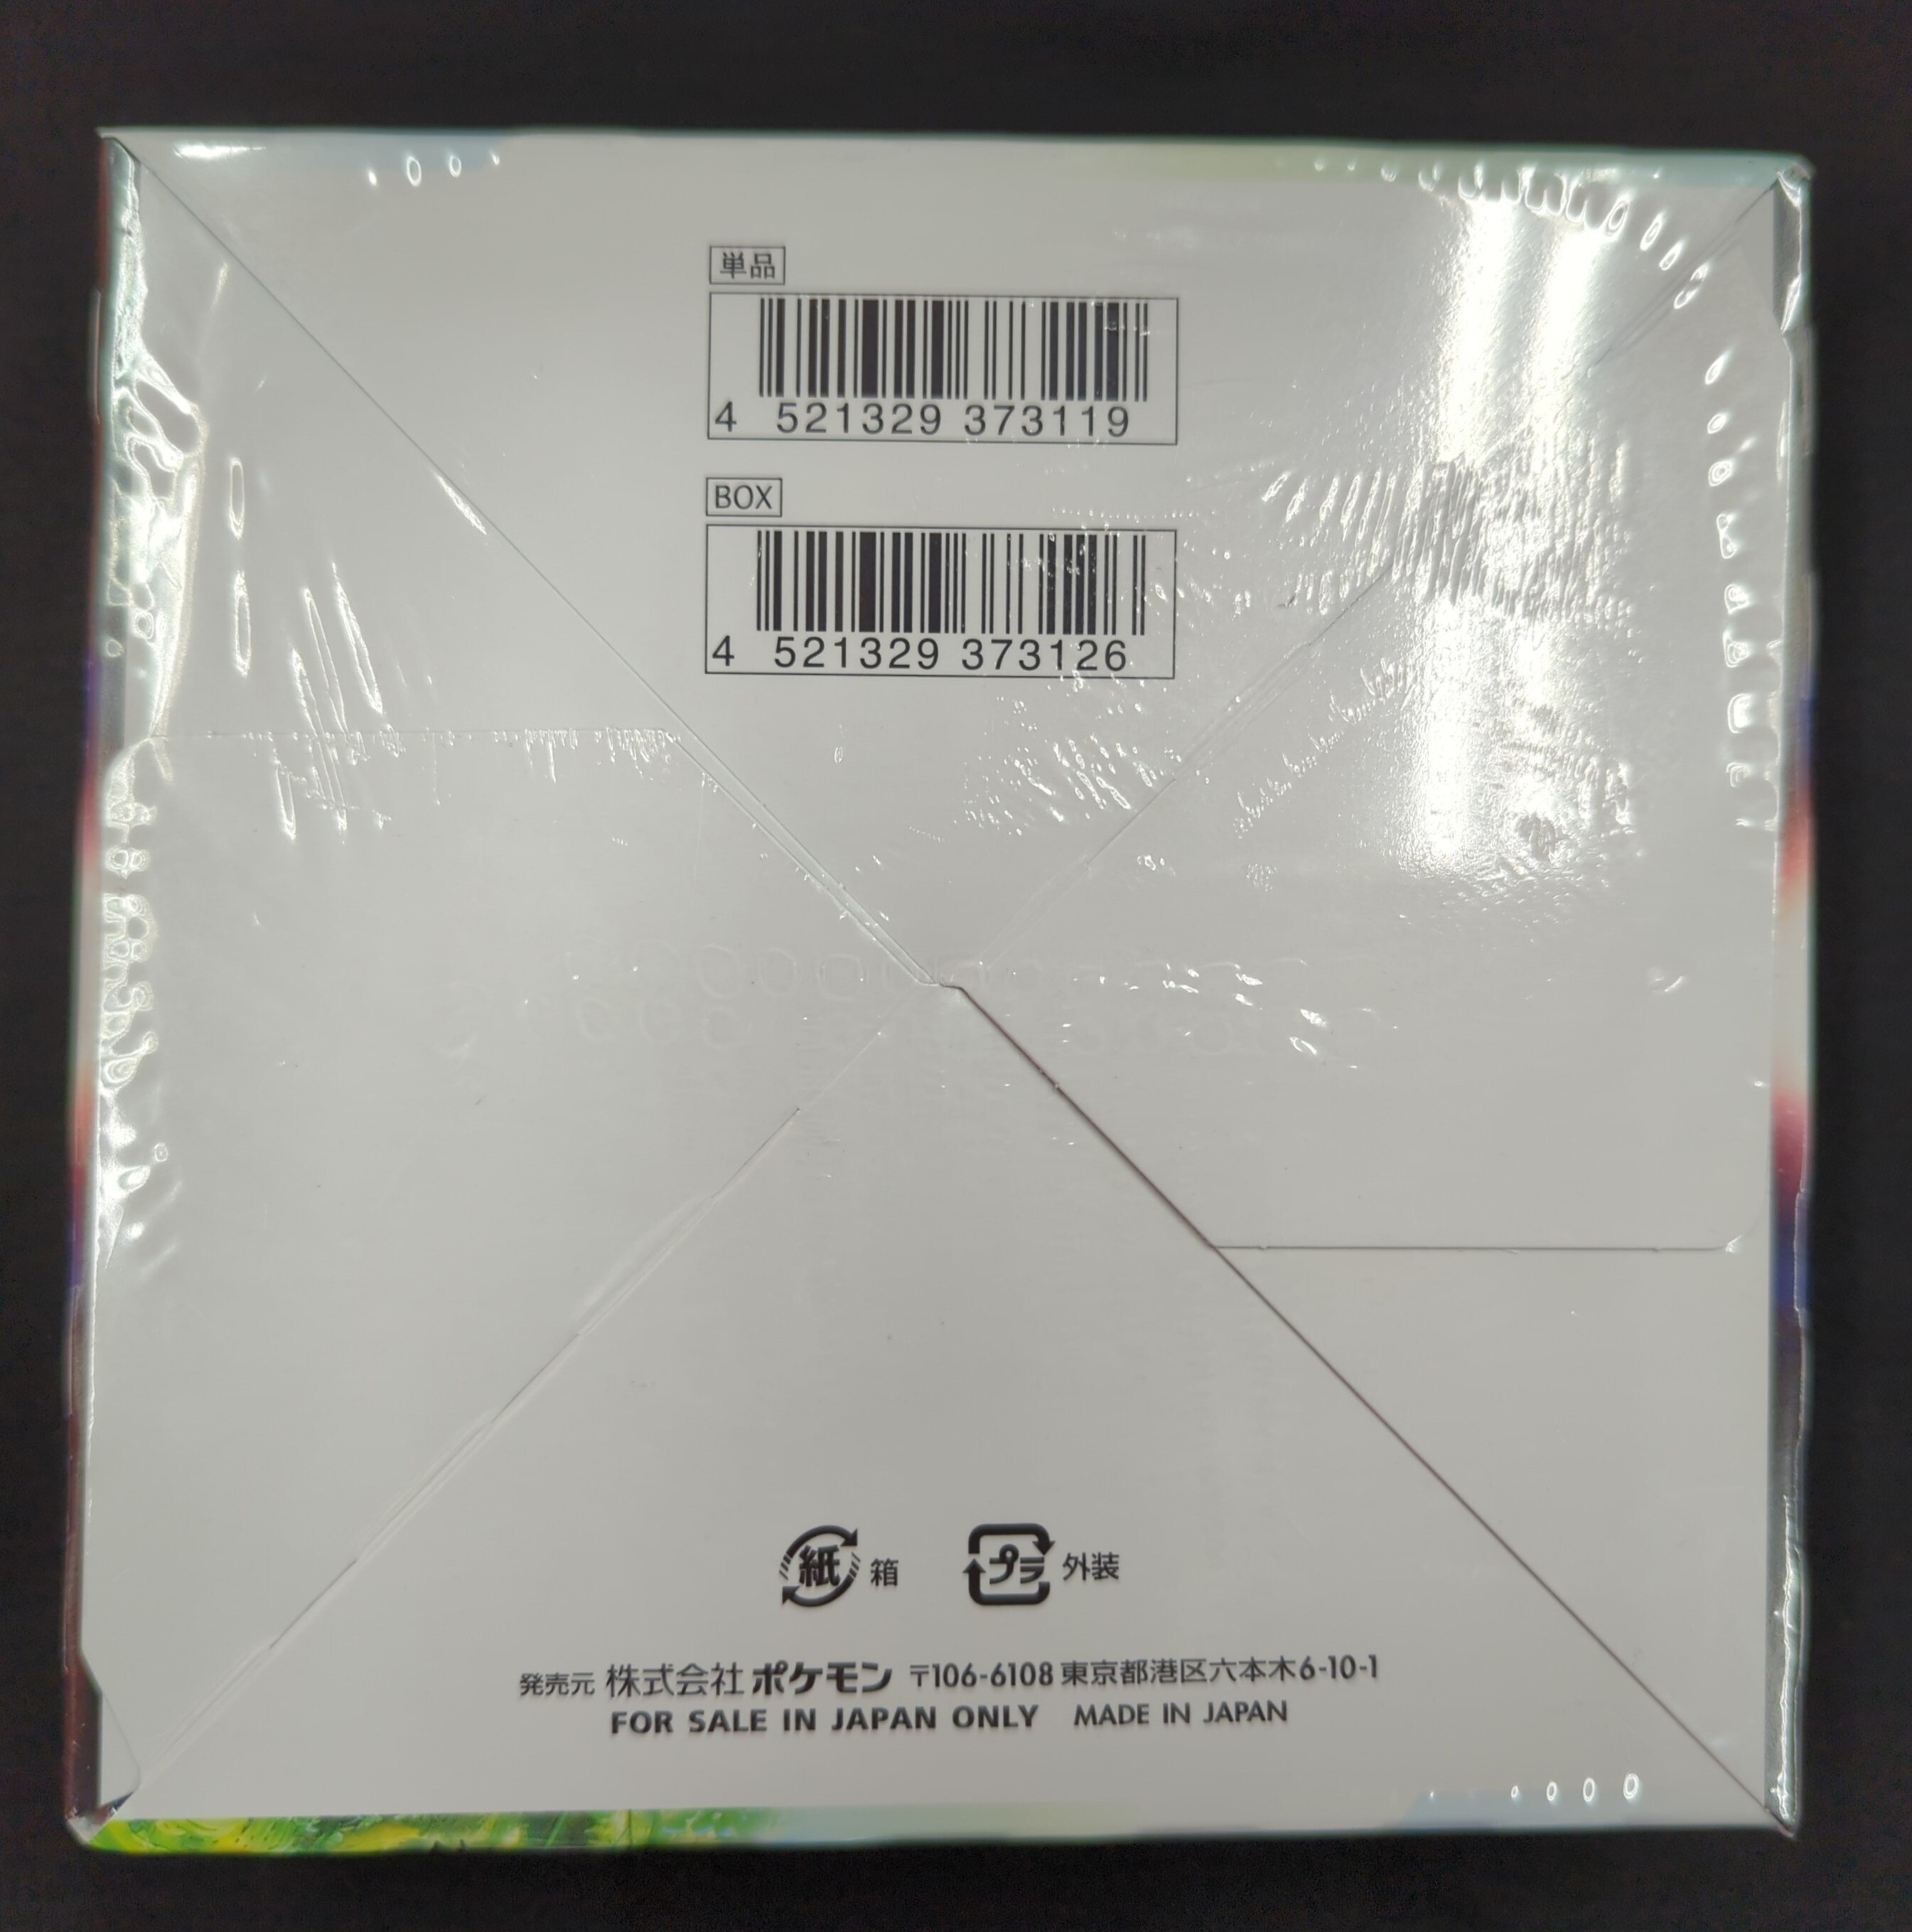 単品
4 521329 373119
BOX
4 521329 373126
紙 箱 プラ 外装
発売元 株式会社ポケモン 〒106-6108 東京都港区六本木6-10-1
FOR SALE IN JAPAN ONLY MADE IN JAPAN